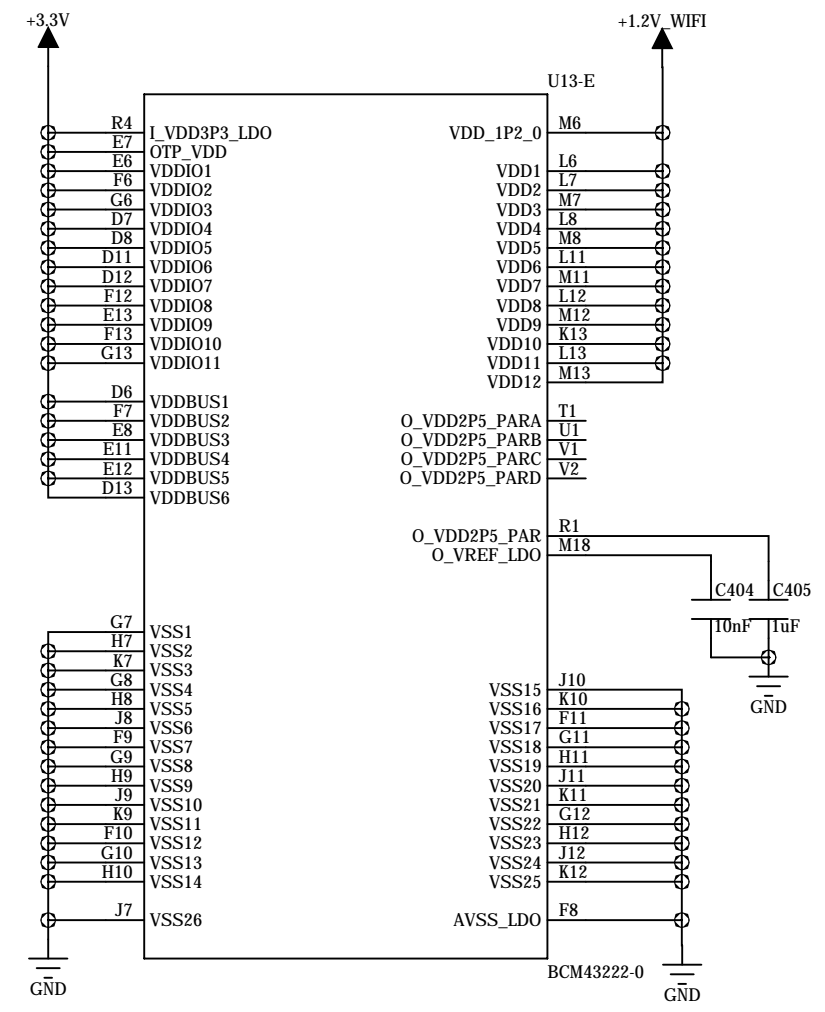 +3.3V
+1.2V_WIFI
U13-E
R4 I_VDD3P3_LDO
E7 OTP_VDD
E6 VDDIO1
F6 VDDIO2
G6 VDDIO3
D7 VDDIO4
D8 VDDIO5
D11 VDDIO6
D12 VDDIO7
F12 VDDIO8
E13 VDDIO9
F13 VDDIO10
G13 VDDIO11
D6 VDDBUS1
F7 VDDBUS2
E8 VDDBUS3
E11 VDDBUS4
E12 VDDBUS5
D13 VDDBUS6
G7 VSS1
H7 VSS2
K7 VSS3
G8 VSS4
H8 VSS5
J8 VSS6
F9 VSS7
G9 VSS8
H9 VSS9
J9 VSS10
K9 VSS11
F10 VSS12
G10 VSS13
H10 VSS14
J7 VSS26
GND
VDD_1P2_0 M6
VDD1 L6
VDD2 L7
VDD3 M7
VDD4 L8
VDD5 M8
VDD6 L11
VDD7 M11
VDD8 L12
VDD9 M12
VDD10 K13
VDD11 L13
VDD12 M13
O_VDD2P5_PARA T1
O_VDD2P5_PARB U1
O_VDD2P5_PARC V1
O_VDD2P5_PARD V2
O_VDD2P5_PAR R1
O_VREF_LDO M18
C404 C405
10nF 1uF
GND
VSS15 J10
VSS16 K10
VSS17 F11
VSS18 G11
VSS19 H11
VSS20 J11
VSS21 K11
VSS22 G12
VSS23 H12
VSS24 J12
VSS25 K12
AVSS_LDO F8
BCM43222-0
GND